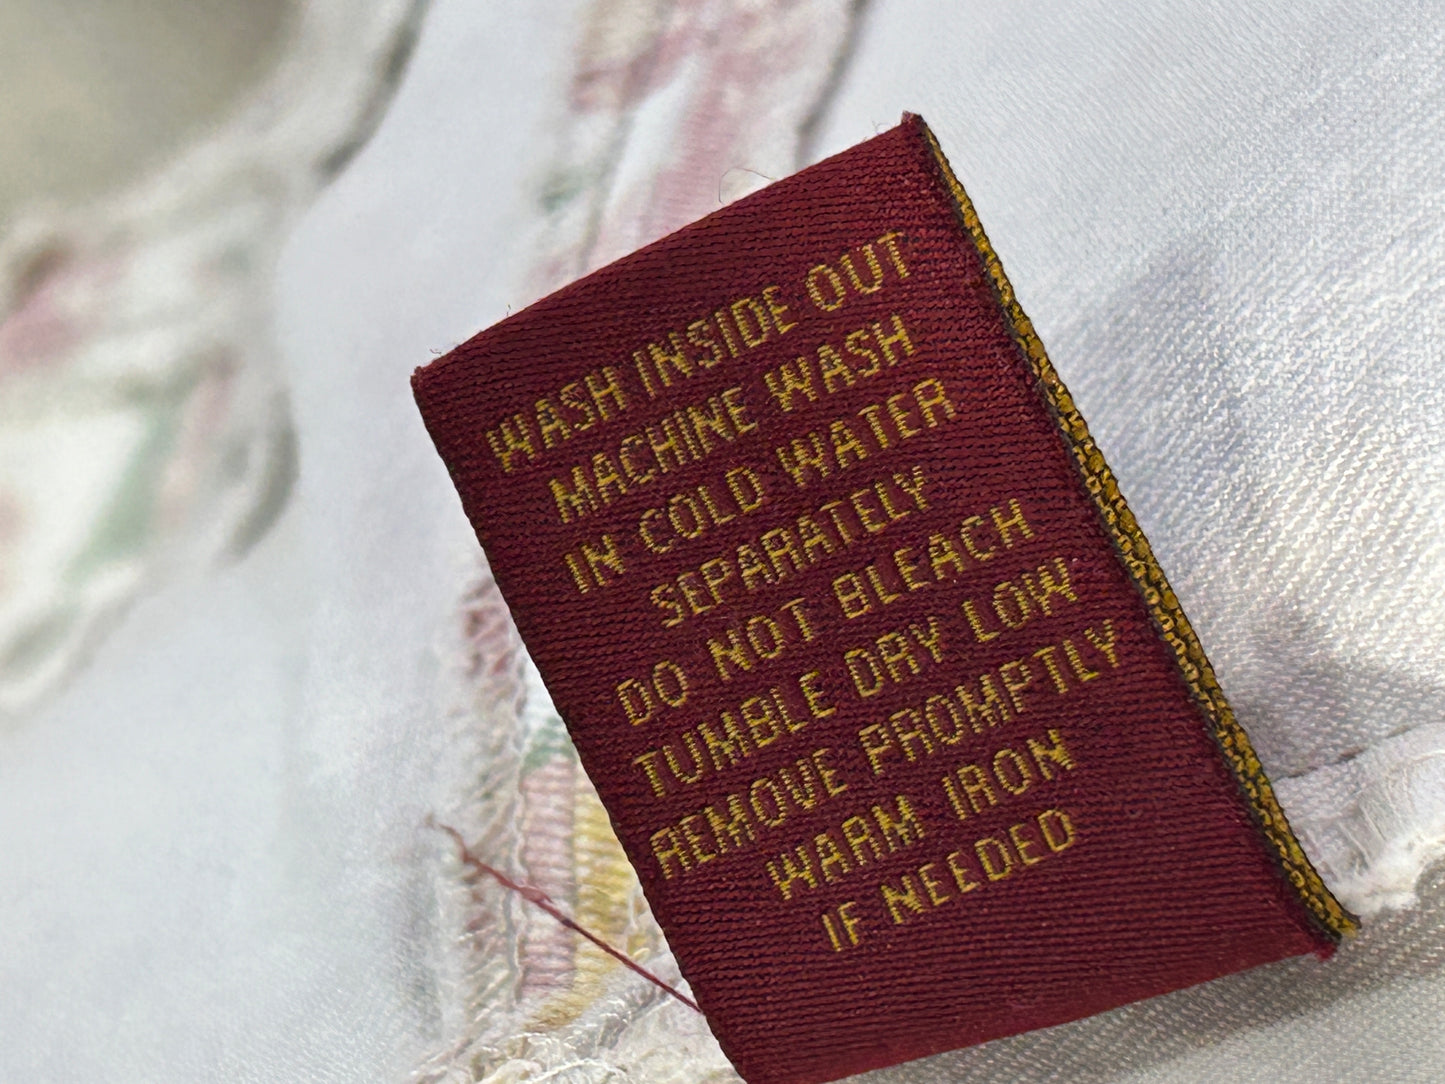 WASH INSIDE OUT
MACHINE WASH
IN COLD WATER
SEPARATELY
DO NOT BLEACH
TUMBLE DRY LOW
REMOVE PROMPTLY
WARM IRON
IF NEEDED